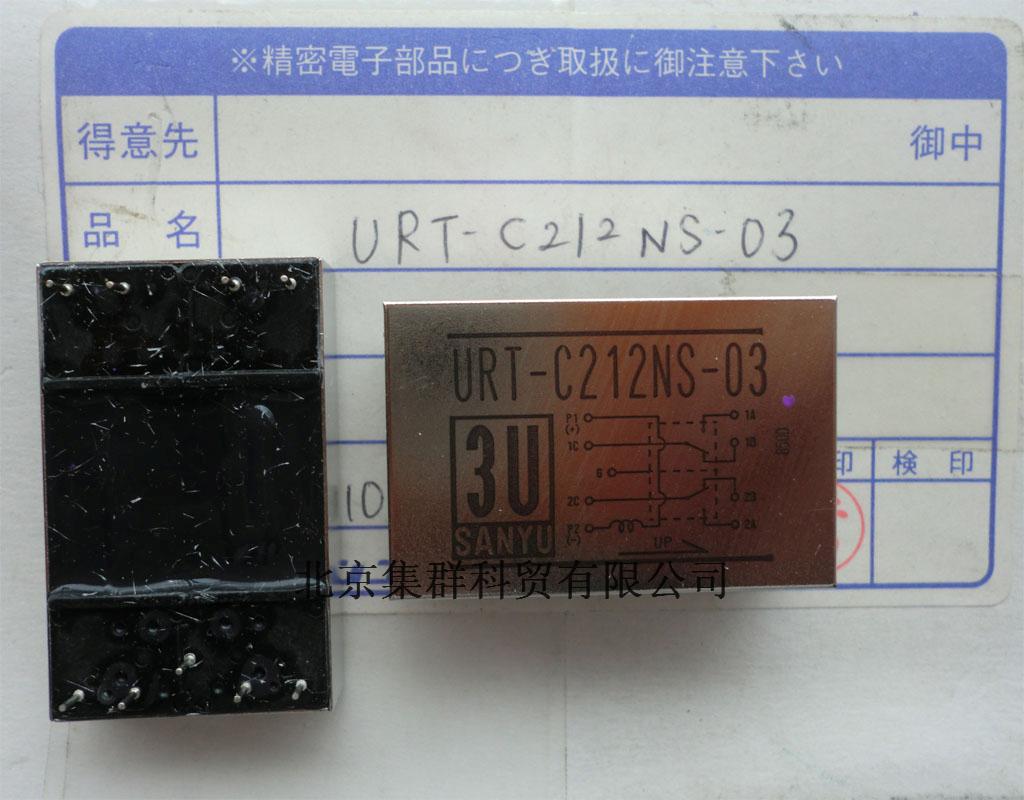 ※精密電子部品につき取扱に御注意下さい
得意先 御中
品名 URT-C212NS-03
URT-C212NS-03
P1 (+) 1A
1C 1B
3U G
2C 2B
SANYU P2 (-) 2A
UP
10
印 検印
北京集群科贸有限公司